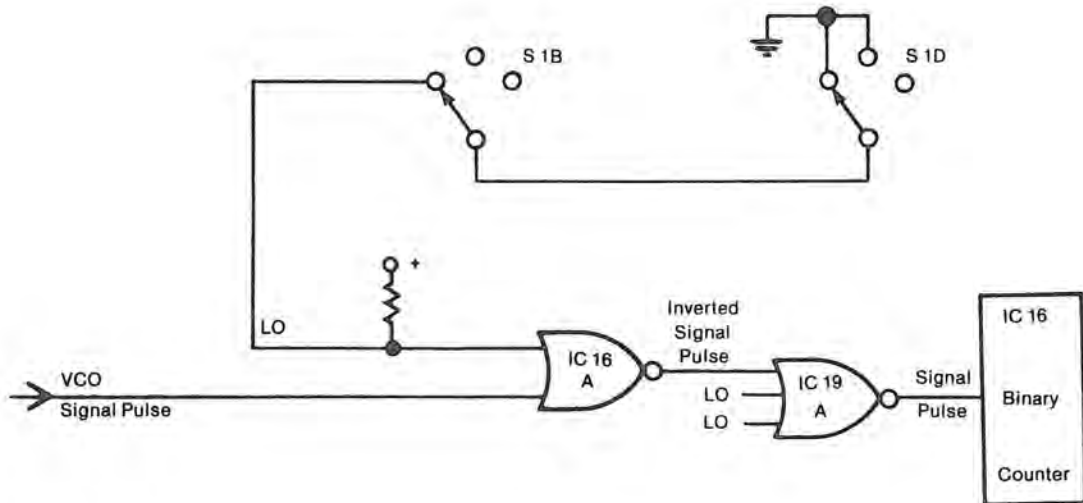 S 1B
S 1D
+
LO
VCO
Signal Pulse
IC 16
A
Inverted
Signal
Pulse
LO
LO
IC 19
A
Signal
Pulse
IC 16
Binary
Counter